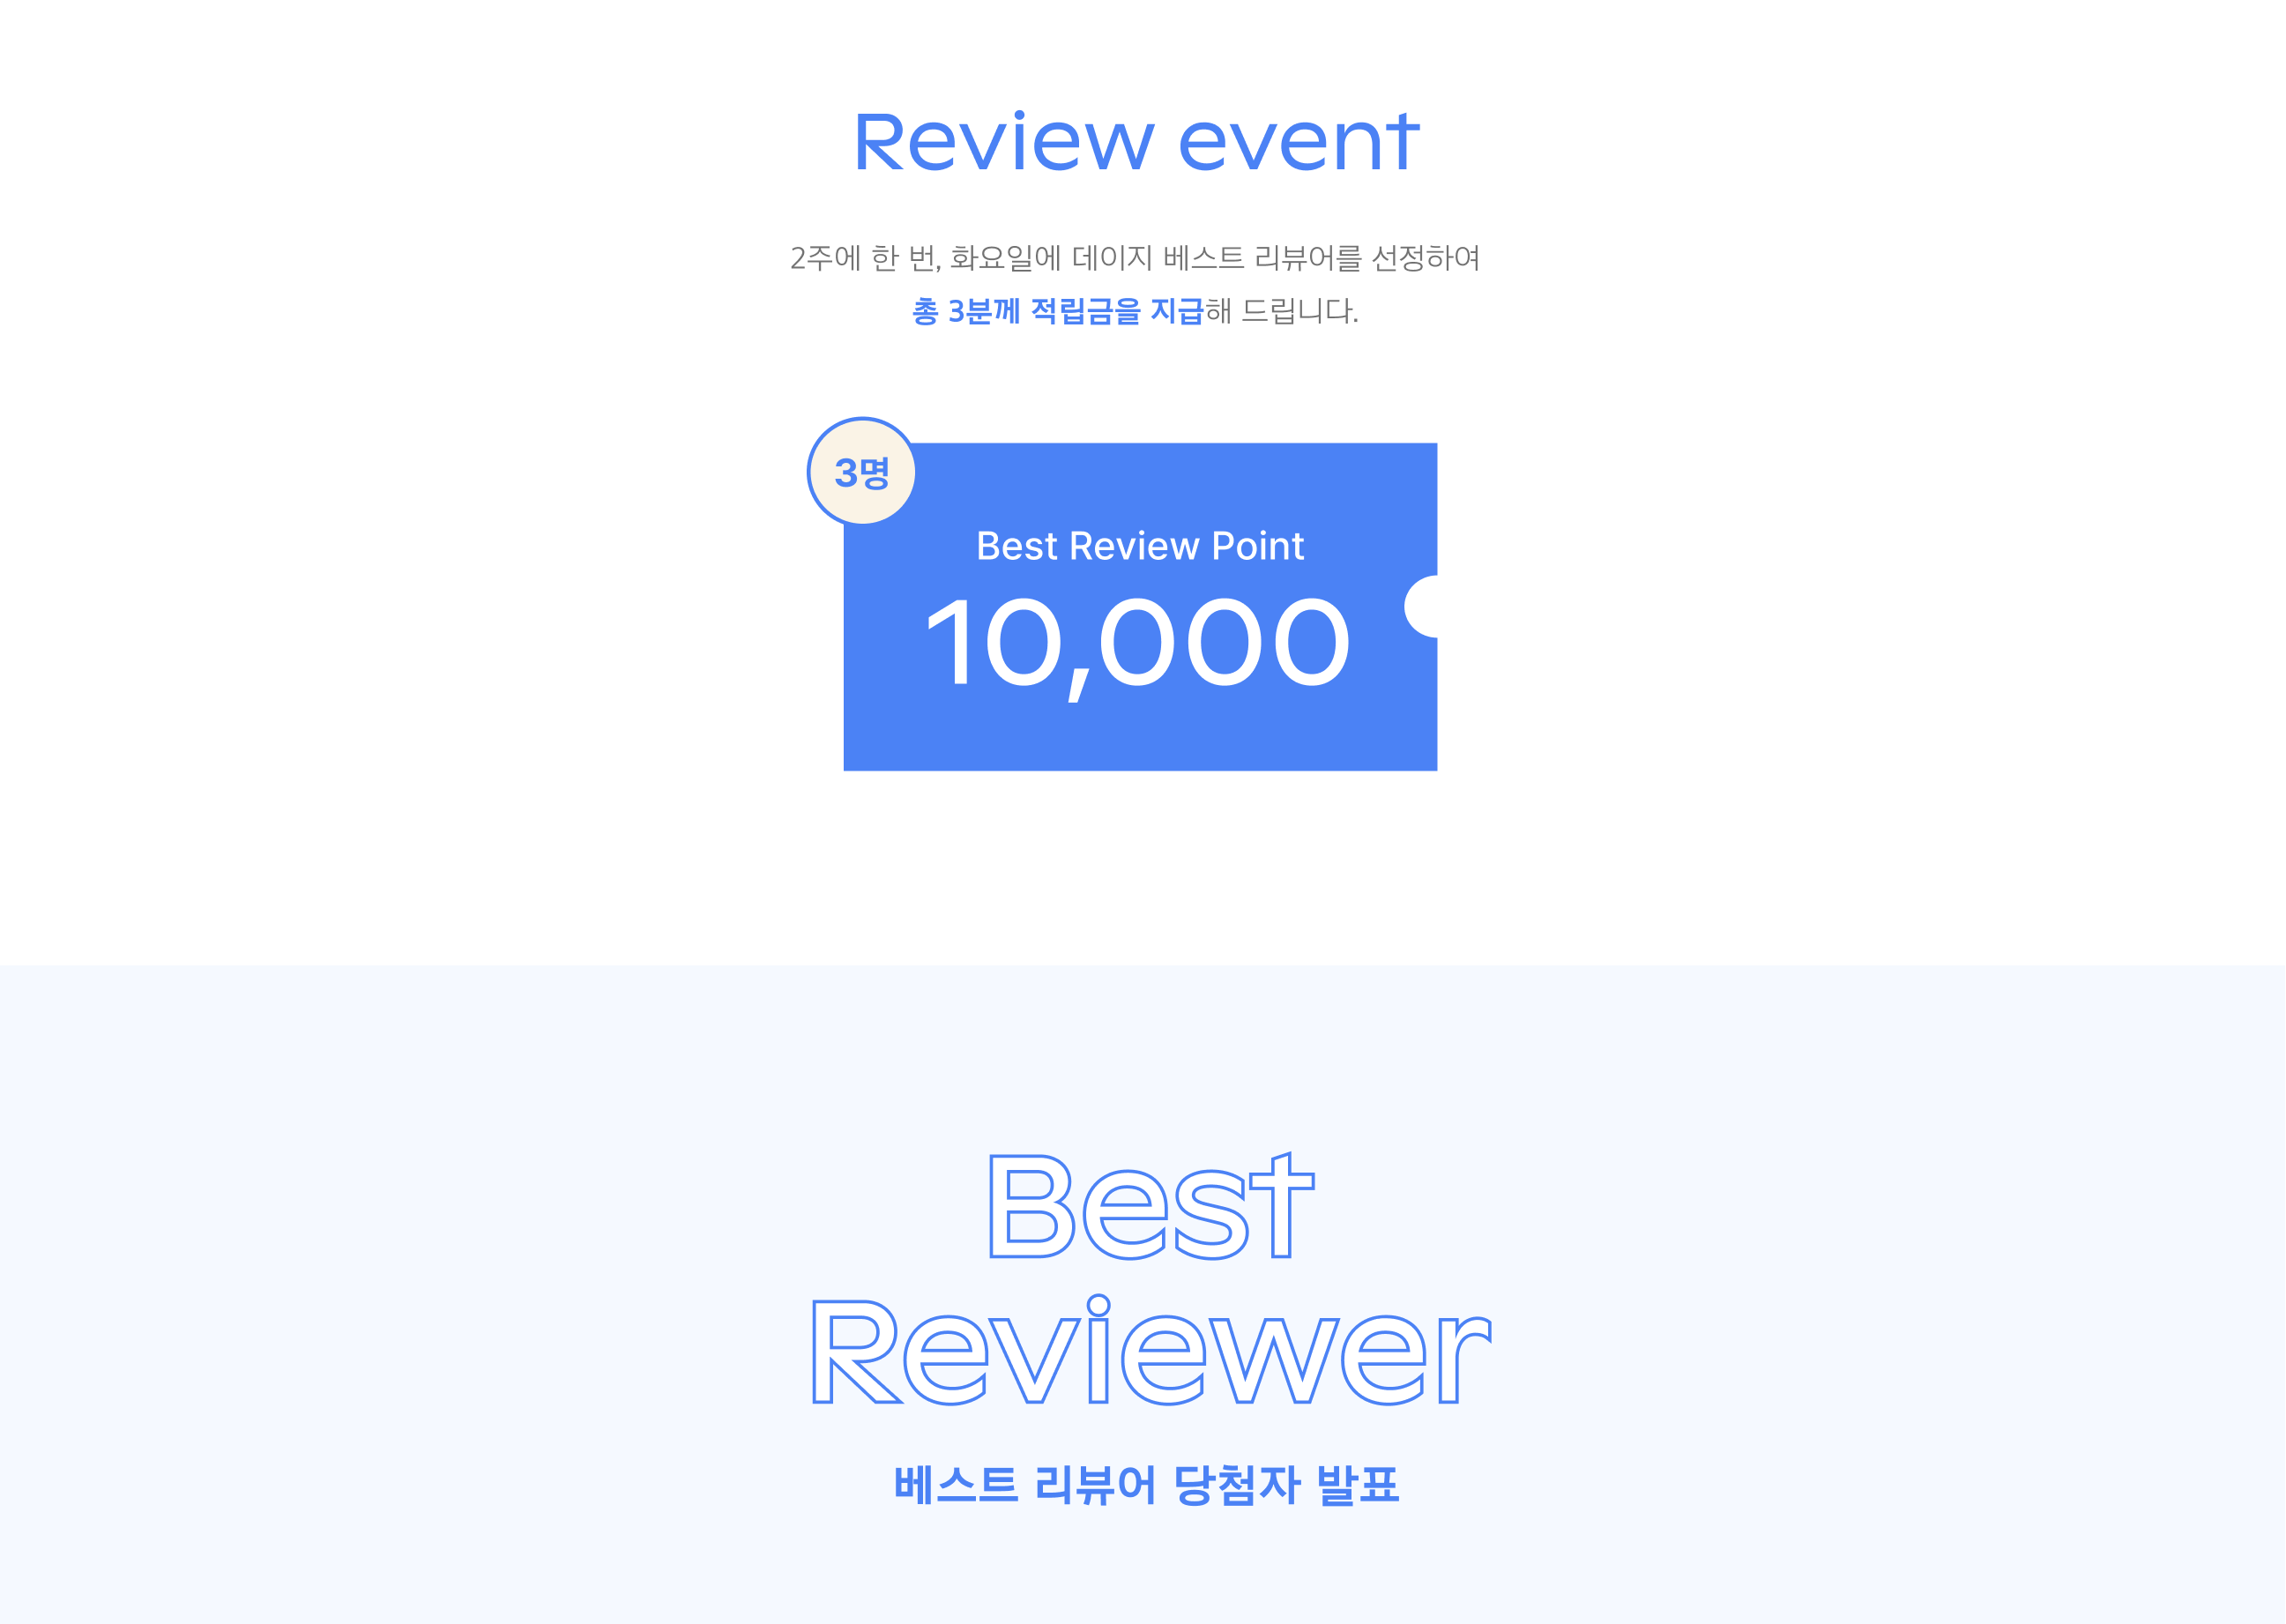 Review event
2주에 한 번, 화요일에 데이지 베스트 리뷰를 선정하여
총 3분께 적립금을 지급해 드립니다.
3명
Best Review Point
10,000
Best
Reviewer
베스트 리뷰어 당첨자 발표